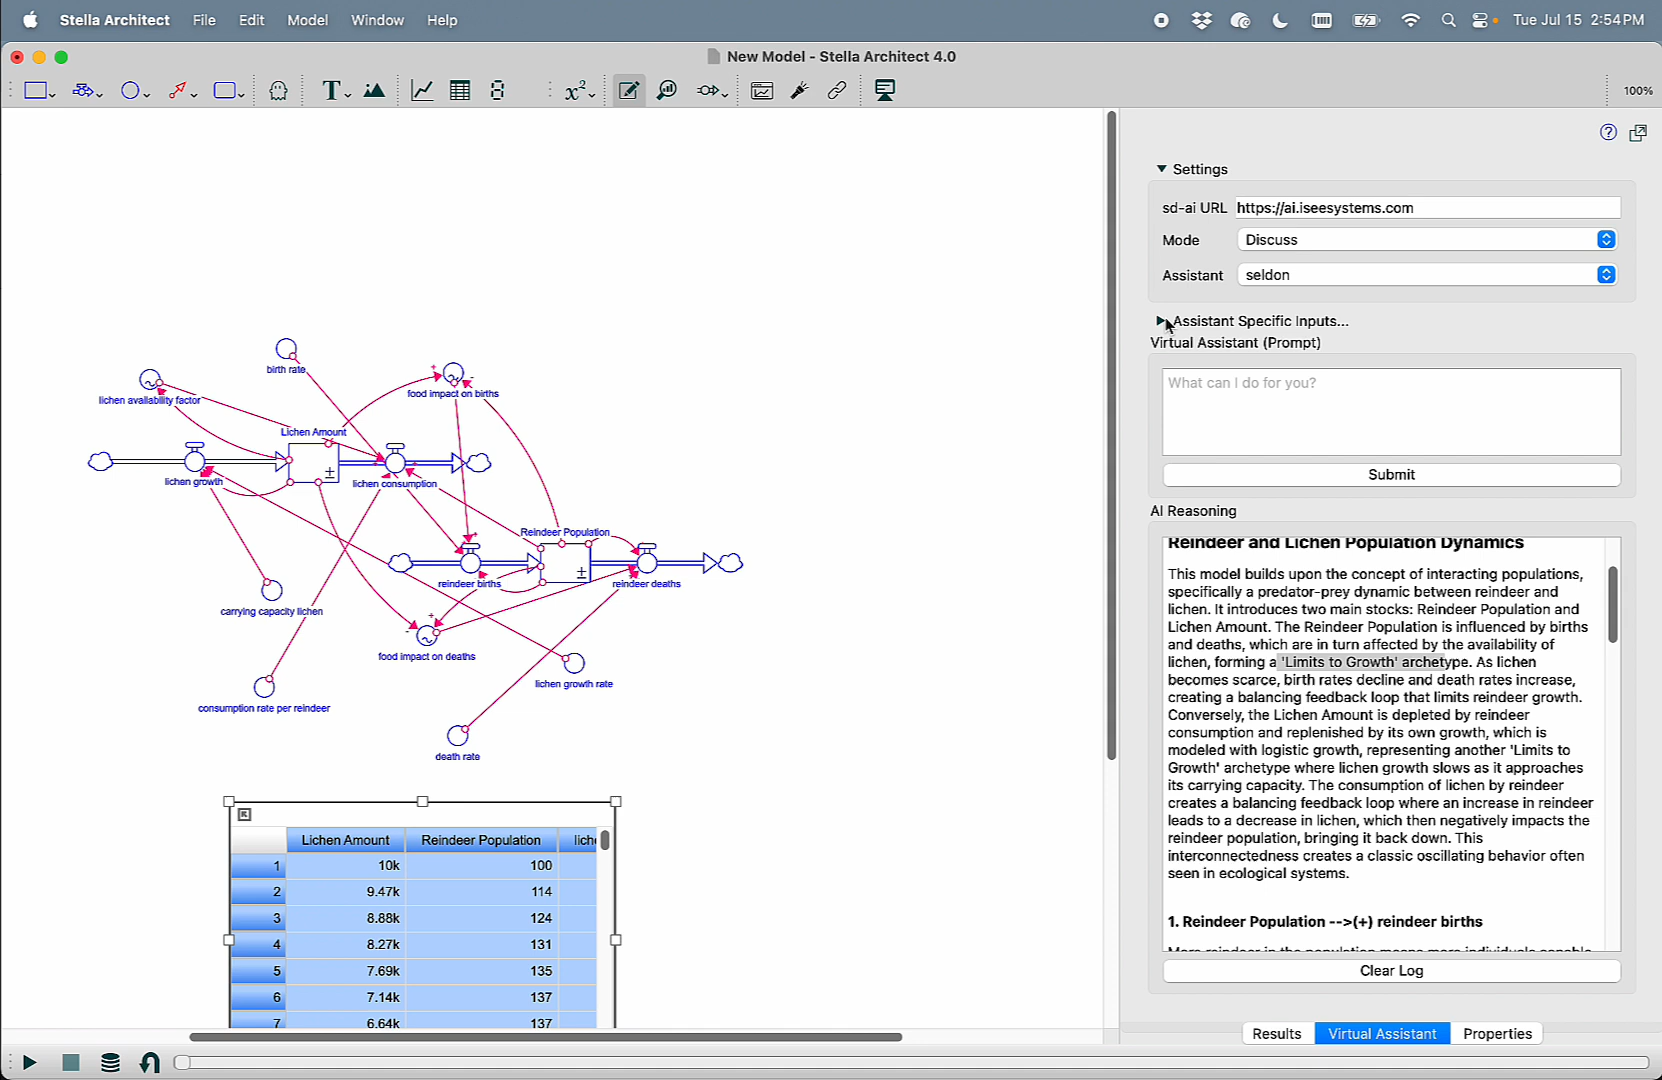 Stella Architect File Edit Model Window Help
Tue Jul 15 2:54PM
New Model - Stella Architect 4.0
T
x²
100%
Settings
sd-ai URL https://ai.iseesystems.com
Mode Discuss
Assistant seldon
Assistant Specific Inputs...
Virtual Assistant (Prompt)
What can I do for you?
Submit
AI Reasoning
Reindeer and Lichen Population Dynamics
This model builds upon the concept of interacting populations,
specifically a predator-prey dynamic between reindeer and
lichen. It introduces two main stocks: Reindeer Population and
Lichen Amount. The Reindeer Population is influenced by births
and deaths, which are in turn affected by the availability of
lichen, forming a 'Limits to Growth' archetype. As lichen
becomes scarce, birth rates decline and death rates increase,
creating a balancing feedback loop that limits reindeer growth.
Conversely, the Lichen Amount is depleted by reindeer
consumption and replenished by its own growth, which is
modeled with logistic growth, representing another 'Limits to
Growth' archetype where lichen growth slows as it approaches
its carrying capacity. The consumption of lichen by reindeer
creates a balancing feedback loop where an increase in reindeer
leads to a decrease in lichen, which then negatively impacts the
reindeer population, bringing it back down. This
interconnectedness creates a classic oscillating behavior often
seen in ecological systems.
1. Reindeer Population -->(+) reindeer births
More reindeer in the population means more individuals capable
Clear Log
Results Virtual Assistant Properties
birth rate
lichen availability factor
food impact on births
Lichen Amount
lichen growth
lichen consumption
Reindeer Population
reindeer births
reindeer deaths
carrying capacity lichen
food impact on deaths
lichen growth rate
consumption rate per reindeer
death rate
Lichen Amount Reindeer Population lich
1 10k 100
2 9.47k 114
3 8.88k 124
4 8.27k 131
5 7.69k 135
6 7.14k 137
7 6.64k 137